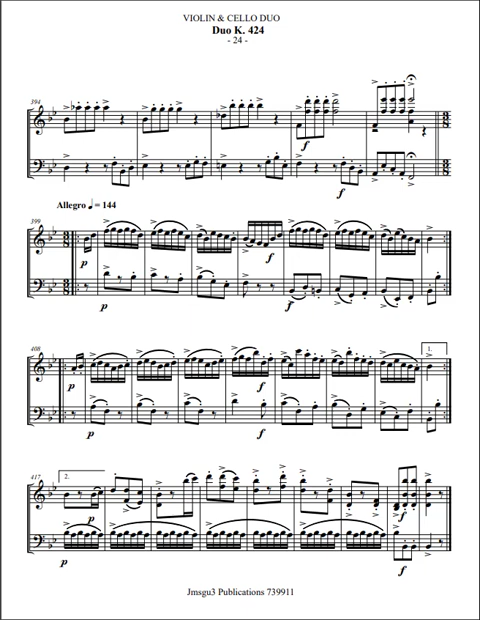 VIOLIN & CELLO DUO
Duo K. 424
- 24 -
394
f
f
Allegro ♩ = 144
399
p
f
p
f
408
1.
p
f
p
f
417
2.
p
f
p
f
Jmsgu3 Publications 739911